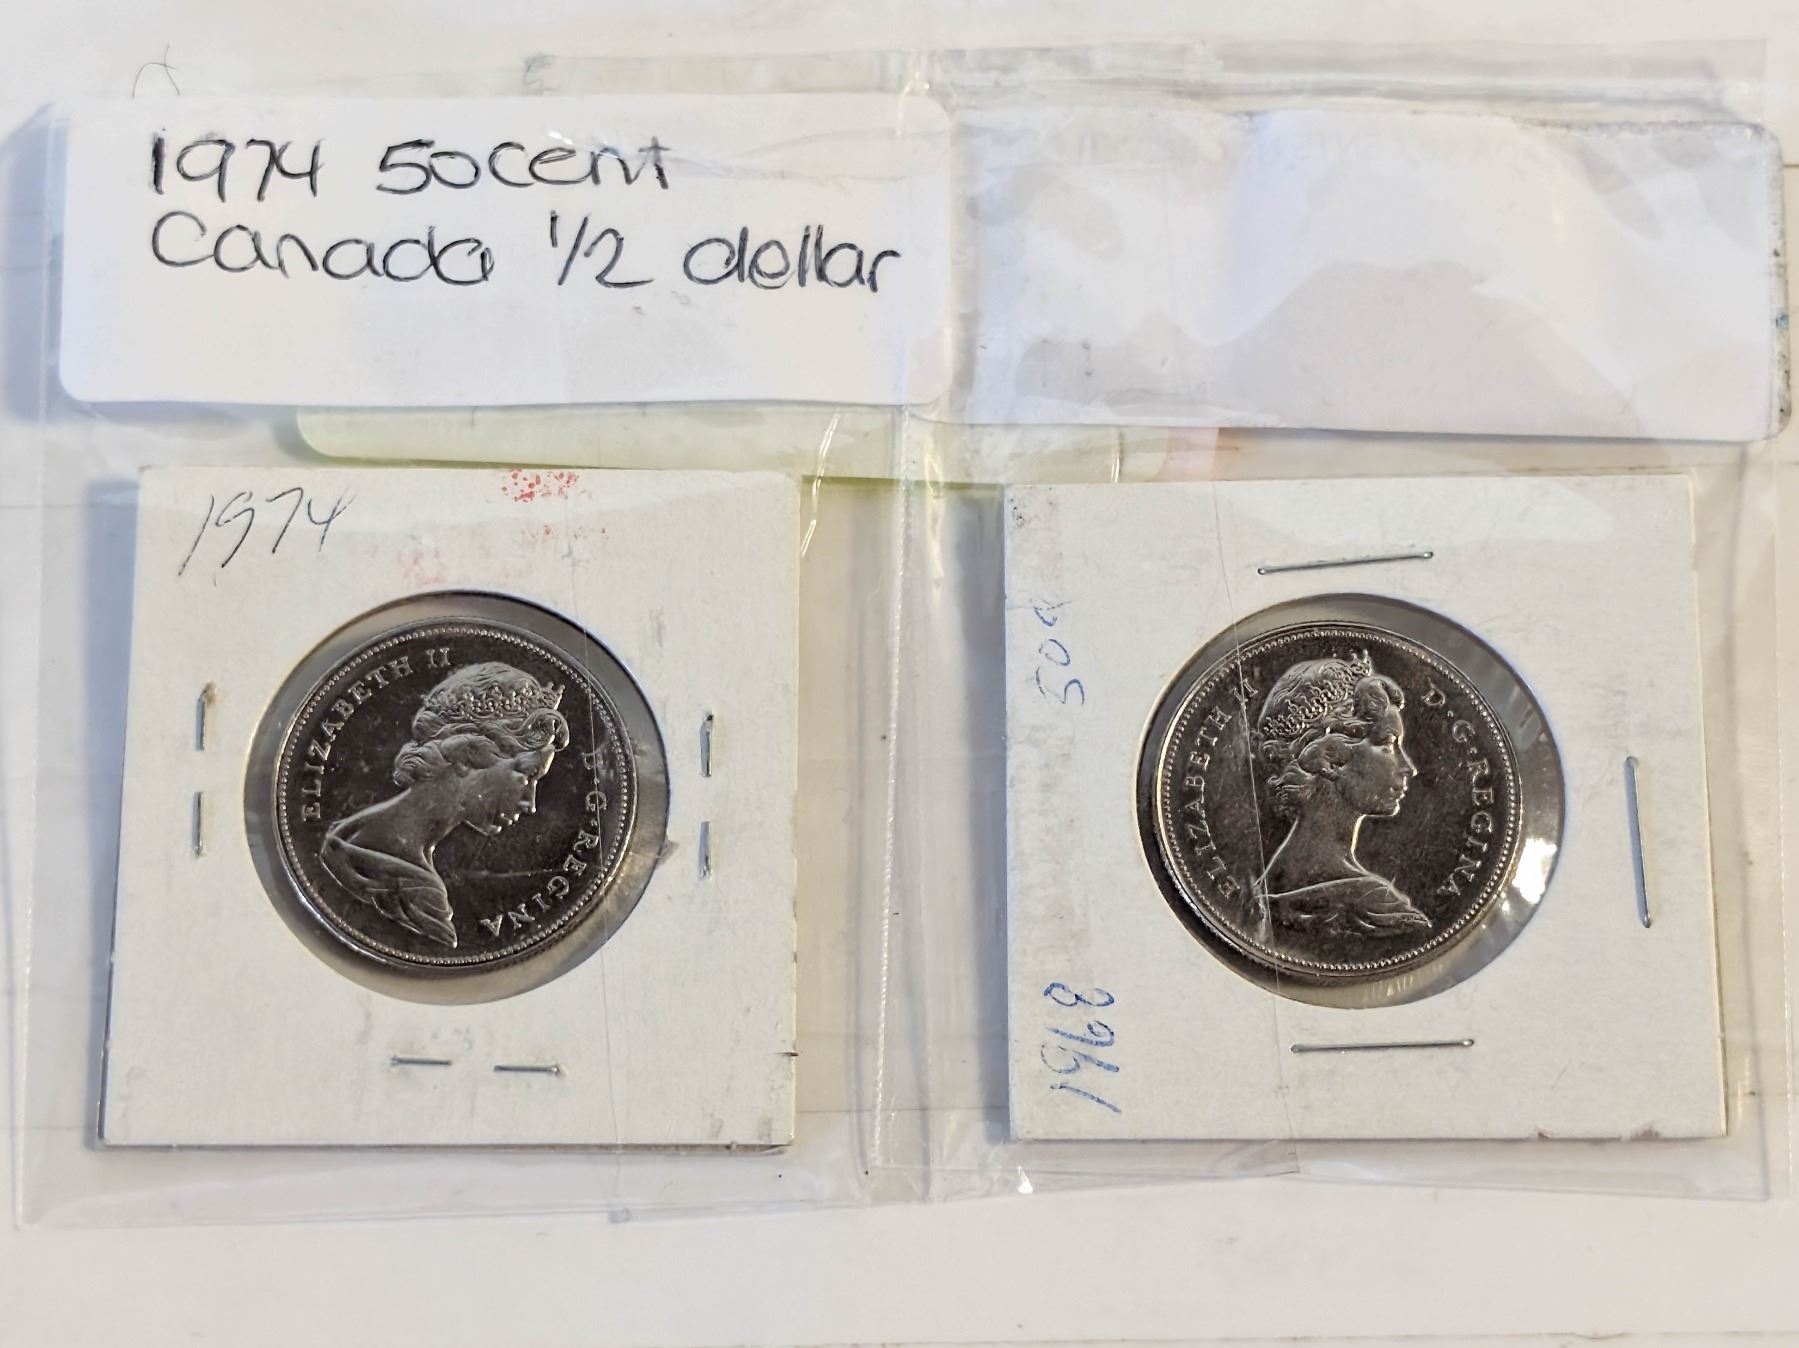 1974 50cent
Canada 1/2 dollar
1974
ELIZABETH II D·G·REGINA
50¢
1968
ELIZABETH II D·G·REGINA